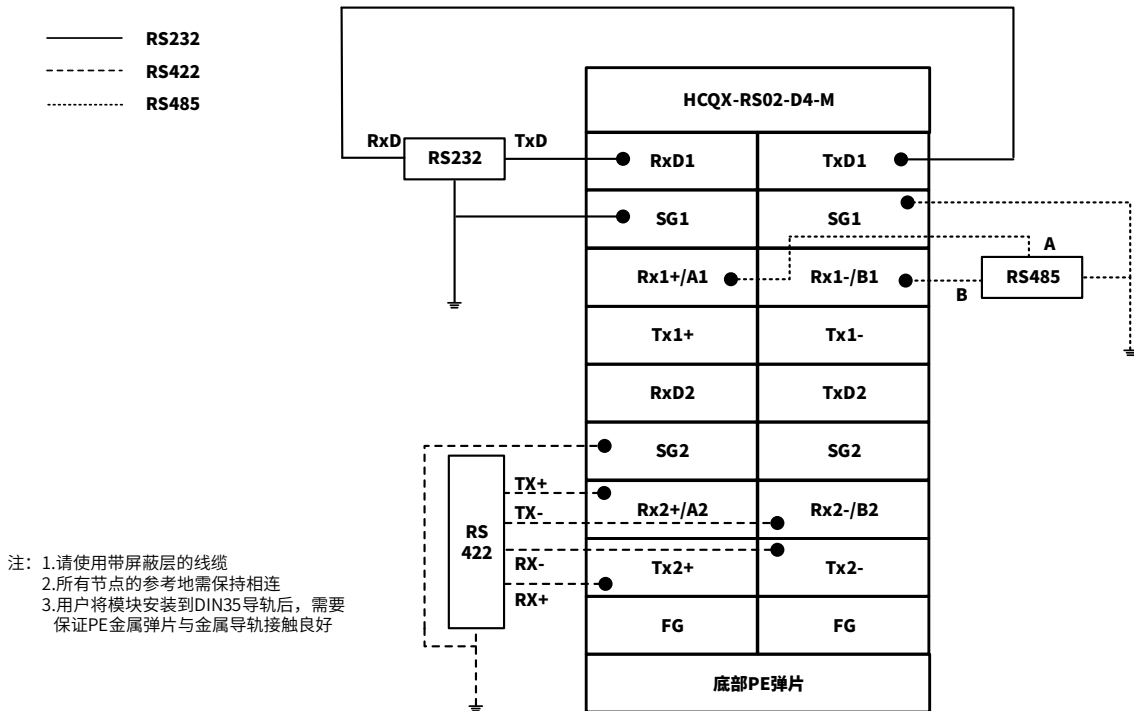 RS232
RS422
RS485
HCQX-RS02-D4-M
RxD
RS232
TxD
RxD1
TxD1
SG1
SG1
A
Rx1+/A1
Rx1-/B1
RS485
B
Tx1+
Tx1-
RxD2
TxD2
SG2
SG2
TX+
TX-
Rx2+/A2
Rx2-/B2
RS
422
RX-
RX+
Tx2+
Tx2-
FG
FG
底部PE弹片
注：1.请使用带屏蔽层的线缆
2.所有节点的参考地需保持相连
3.用户将模块安装到DIN35导轨后，需要
保证PE金属弹片与金属导轨接触良好